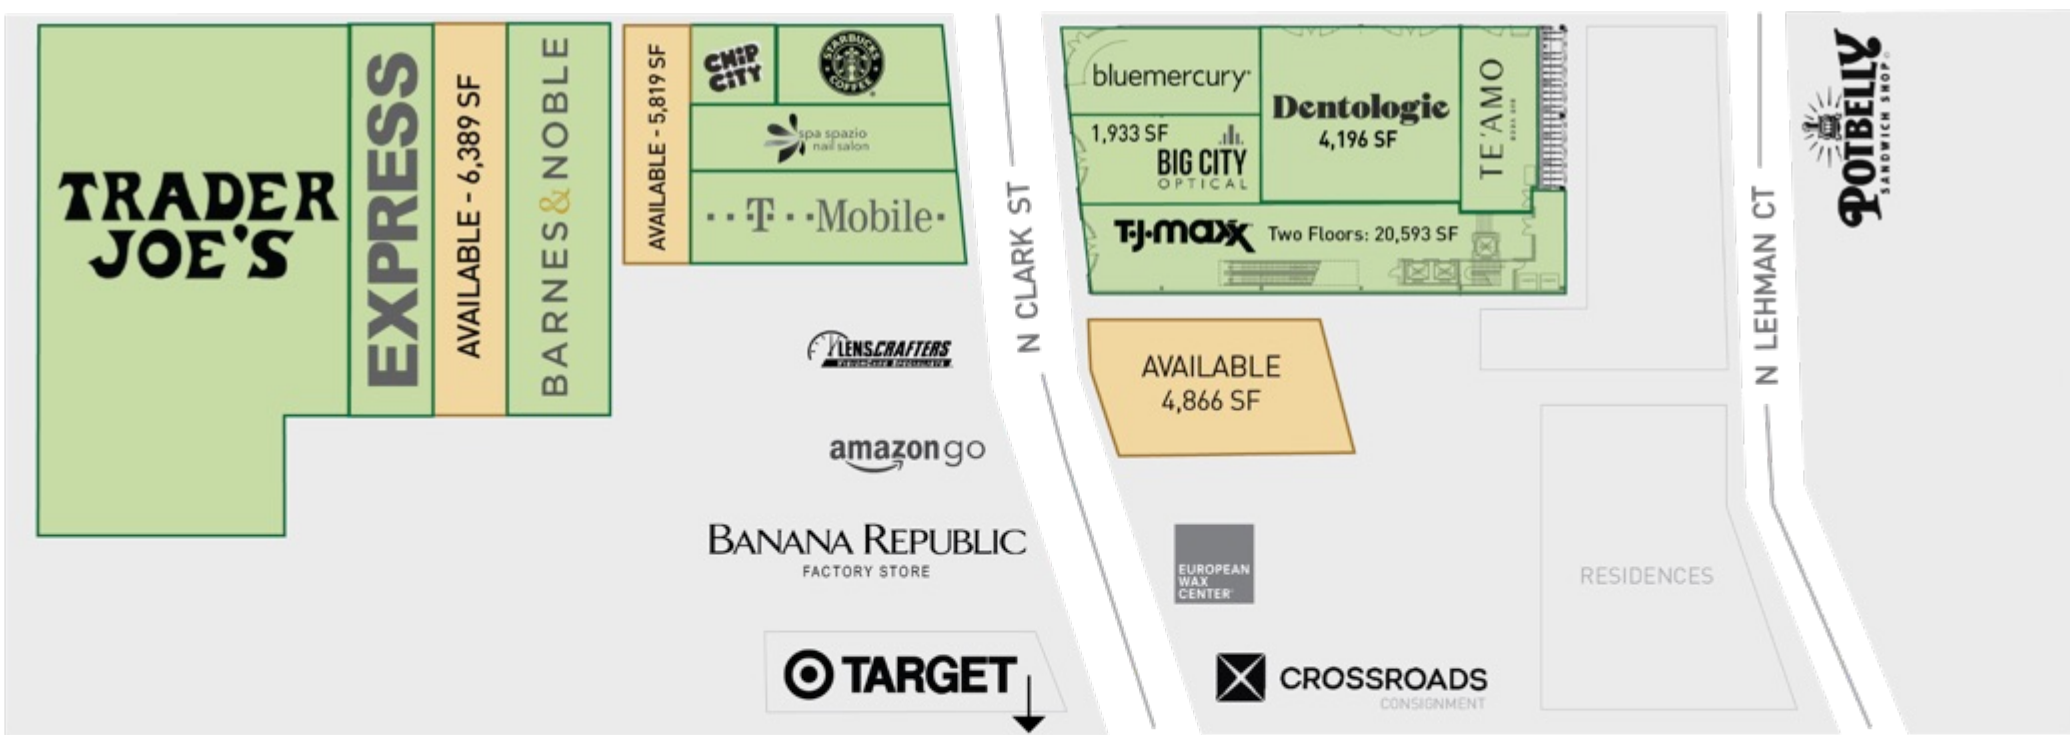 TRADER
JOE'S
EXPRESS
AVAILABLE - 6,389 SF
BARNES & NOBLE
AVAILABLE - 5,819 SF
CHIP
CITY
STARBUCKS
COFFEE
spa spazio
nail salon
T Mobile
LENSCRAFTERS
amazon go
BANANA REPUBLIC
FACTORY STORE
TARGET
N CLARK ST
bluemercury
1,933 SF
BIG CITY
OPTICAL
Dentologie
4,196 SF
TE'AMO
T·J·maxx
Two Floors: 20,593 SF
AVAILABLE
4,866 SF
EUROPEAN
WAX
CENTER
CROSSROADS
CONSIGNMENT
RESIDENCES
N LEHMAN CT
POTBELLY
SANDWICH SHOP